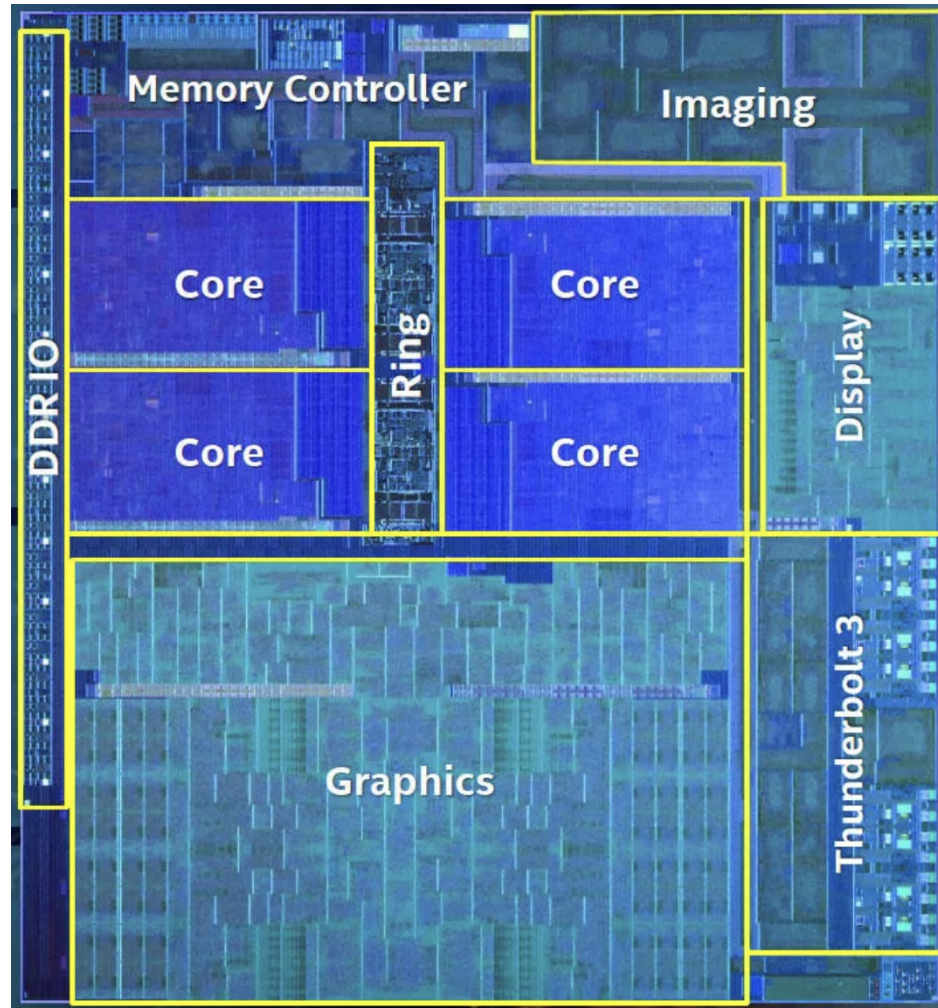 Memory Controller
Imaging
Core
Core
Ring
DDR IO
Display
Core
Core
Thunderbolt 3
Graphics